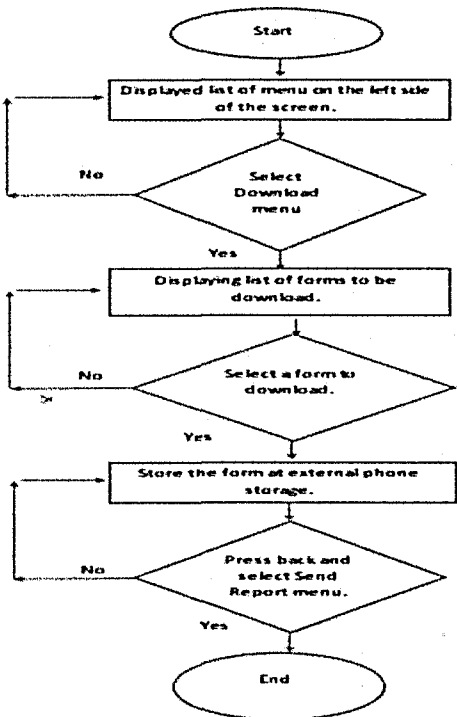 Start
Displayed list of menu on the left side
of the screen.
No
Select
Download
menu
Yes
Displaying list of forms to be
download.
No
Select a form to
download.
Yes
Store the form at external phone
storage.
No
Press back and
select Send
Report menu.
Yes
End